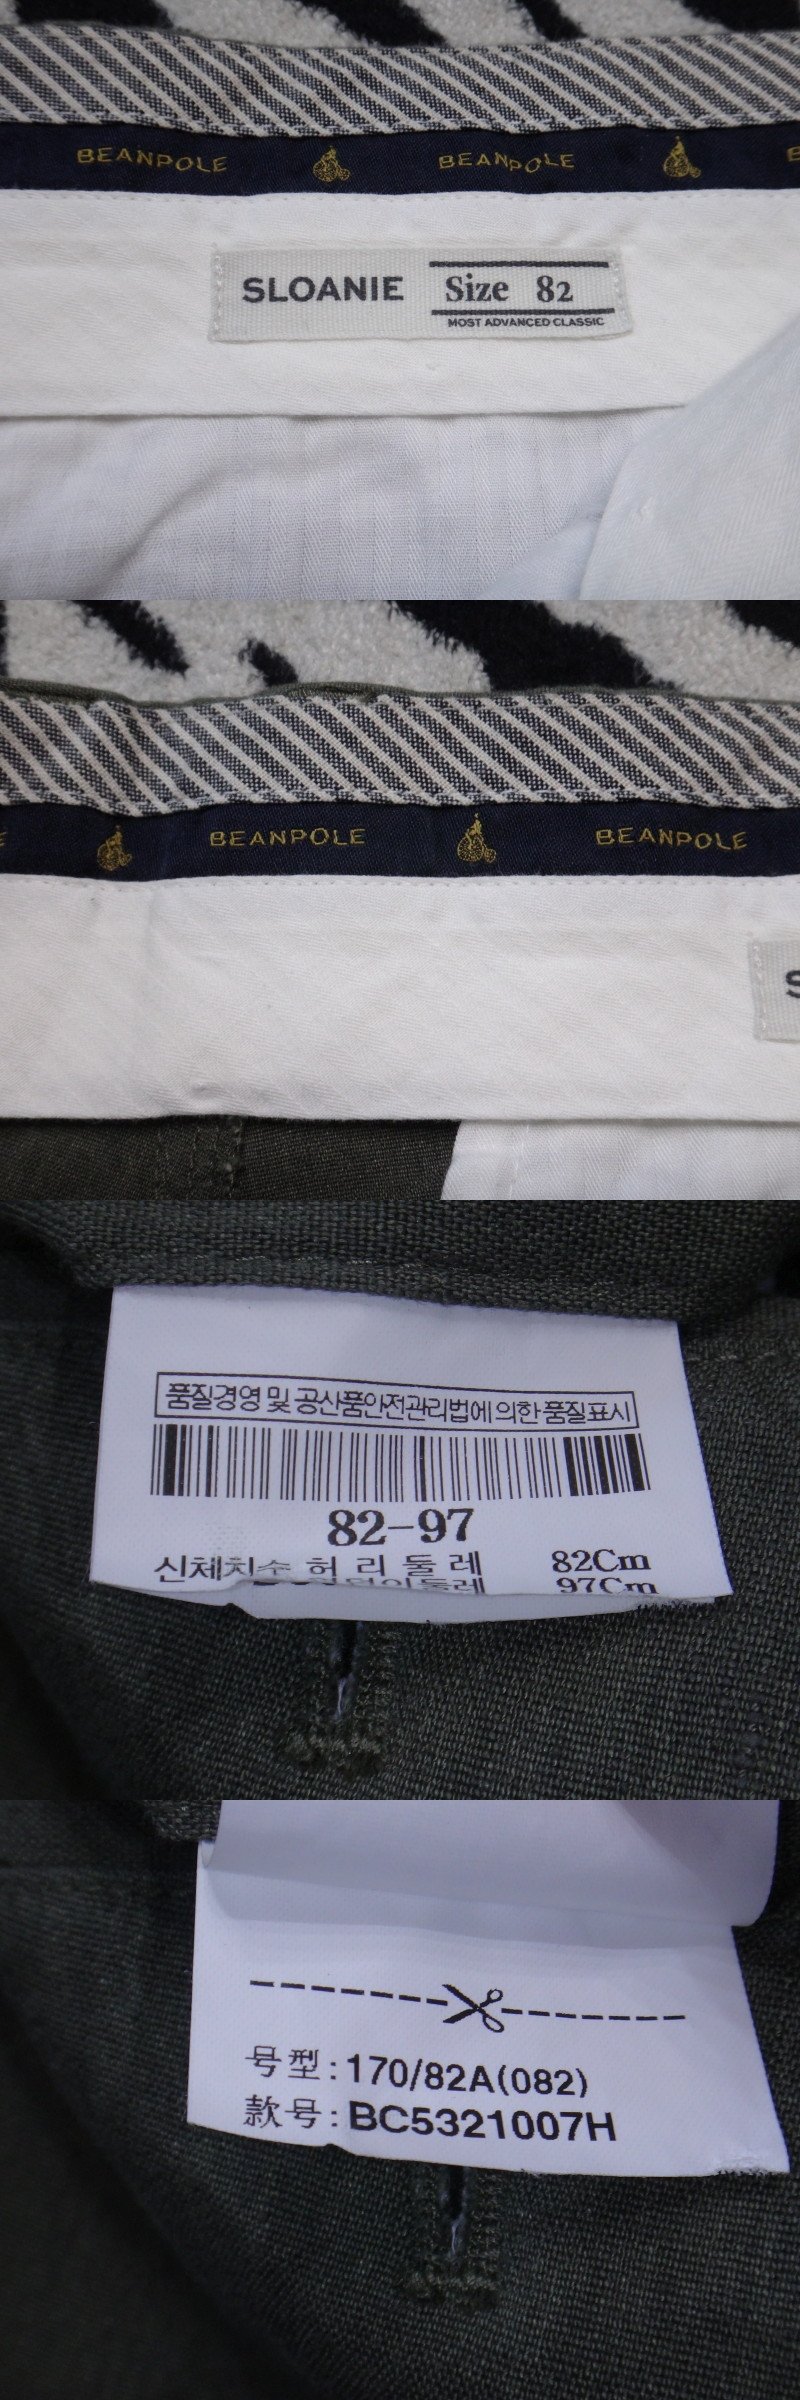 BEANPOLE BEANPOLE
SLOANIE Size 82
MOST ADVANCED CLASSIC
BEANPOLE BEANPOLE
S
품질경영 및 공산품안전관리법에 의한 품질표시
82-97
신체치수 허 리 둘 레 82Cm
97Cm
号型:170/82A(082)
款号:BC5321007H